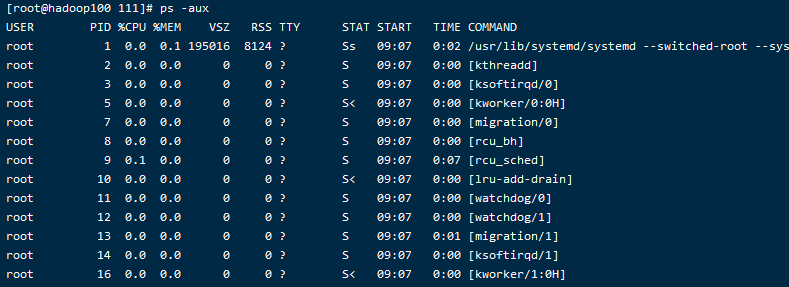 [root@hadoop100 111]# ps -aux
USER PID %CPU %MEM VSZ RSS TTY STAT START TIME COMMAND
root 1 0.0 0.1 195016 8124 ? Ss 09:07 0:02 /usr/lib/systemd/systemd --switched-root --sys
root 2 0.0 0.0 0 0 ? S 09:07 0:00 [kthreadd]
root 3 0.0 0.0 0 0 ? S 09:07 0:00 [ksoftirqd/0]
root 5 0.0 0.0 0 0 ? S< 09:07 0:00 [kworker/0:0H]
root 7 0.0 0.0 0 0 ? S 09:07 0:00 [migration/0]
root 8 0.0 0.0 0 0 ? S 09:07 0:00 [rcu_bh]
root 9 0.1 0.0 0 0 ? S 09:07 0:07 [rcu_sched]
root 10 0.0 0.0 0 0 ? S< 09:07 0:00 [lru-add-drain]
root 11 0.0 0.0 0 0 ? S 09:07 0:00 [watchdog/0]
root 12 0.0 0.0 0 0 ? S 09:07 0:00 [watchdog/1]
root 13 0.0 0.0 0 0 ? S 09:07 0:01 [migration/1]
root 14 0.0 0.0 0 0 ? S 09:07 0:00 [ksoftirqd/1]
root 16 0.0 0.0 0 0 ? S< 09:07 0:00 [kworker/1:0H]